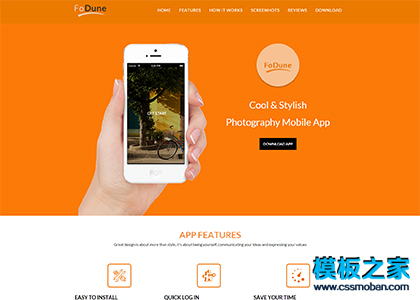 FoDune
HOME FEATURES HOW IT WORKS SCREENSHOTS REVIEWS DOWNLOAD
GET START
FoDune
Cool & Stylish
Photography Mobile App
DOWNLOAD APP
APP FEATURES
Great design is about more than style, it's about being yourself, communicating your ideas and expressing your values
EASY TO INSTALL
QUICK LOG IN
SAVE YOUR TIME
模板之家
www.cssmoban.com